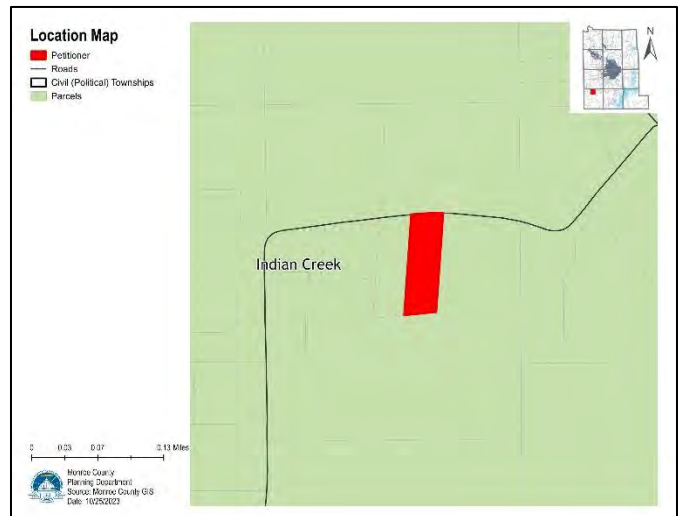 Location Map
Petitioner
Roads
Civil (Political) Townships
Parcels
N
Indian Creek
0 0.03 0.07 0.13 Miles
Monroe County
Planning Department
Source: Monroe County GIS
Date: 10/25/2023